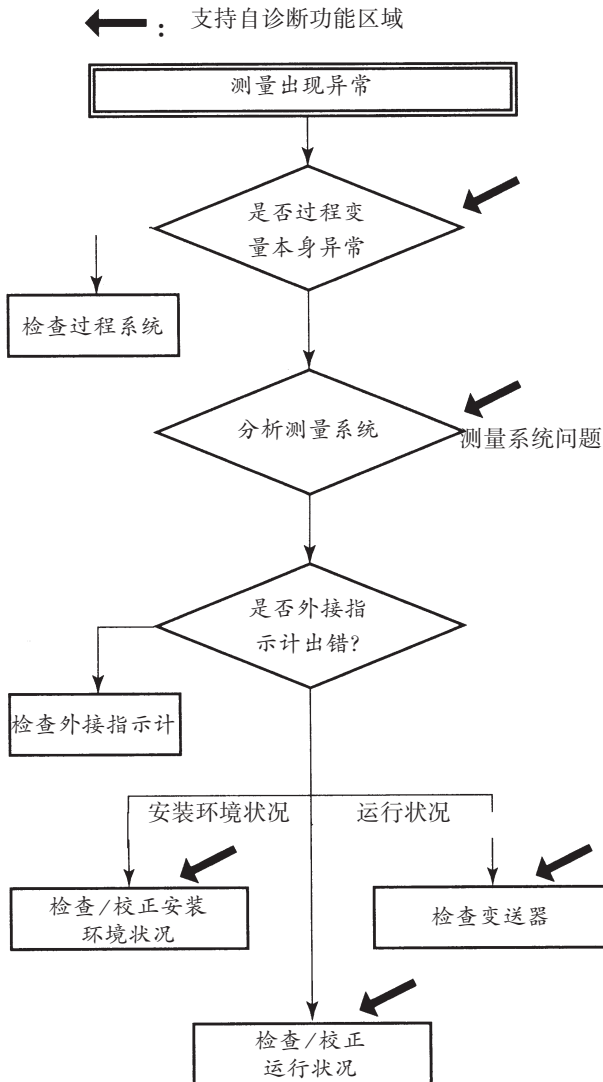 ： 支持自诊断功能区域
测量出现异常
是否过程变
量本身异常
检查过程系统
分析测量系统
测量系统问题
是否外接指
示计出错?
检查外接指示计
安装环境状况
运行状况
检查/校正安装
环境状况
检查变送器
检查/校正
运行状况